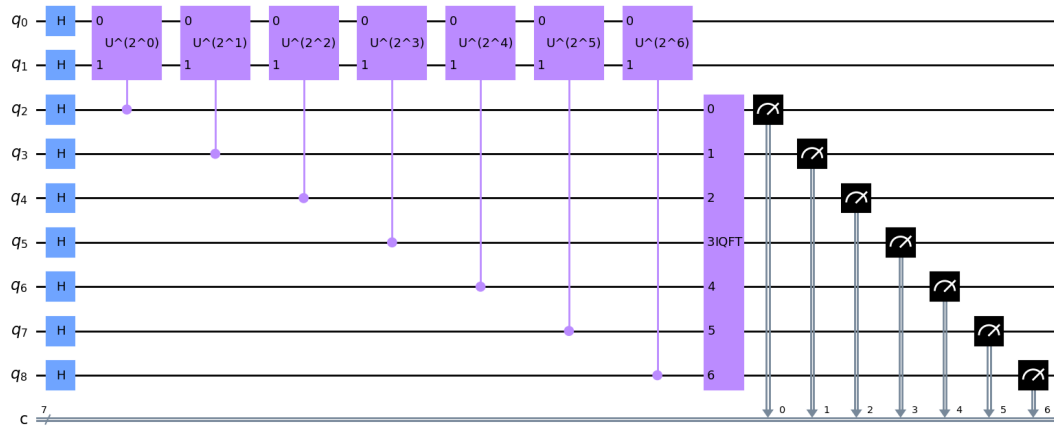 q0 H 0 0 0 0 0 0 0
U^(2^0) U^(2^1) U^(2^2) U^(2^3) U^(2^4) U^(2^5) U^(2^6)
q1 H 1 1 1 1 1 1 1
q2 H 0
q3 H 1
q4 H 2
q5 H 3 IQFT
q6 H 4
q7 H 5
q8 H 6
c 7 0 1 2 3 4 5 6